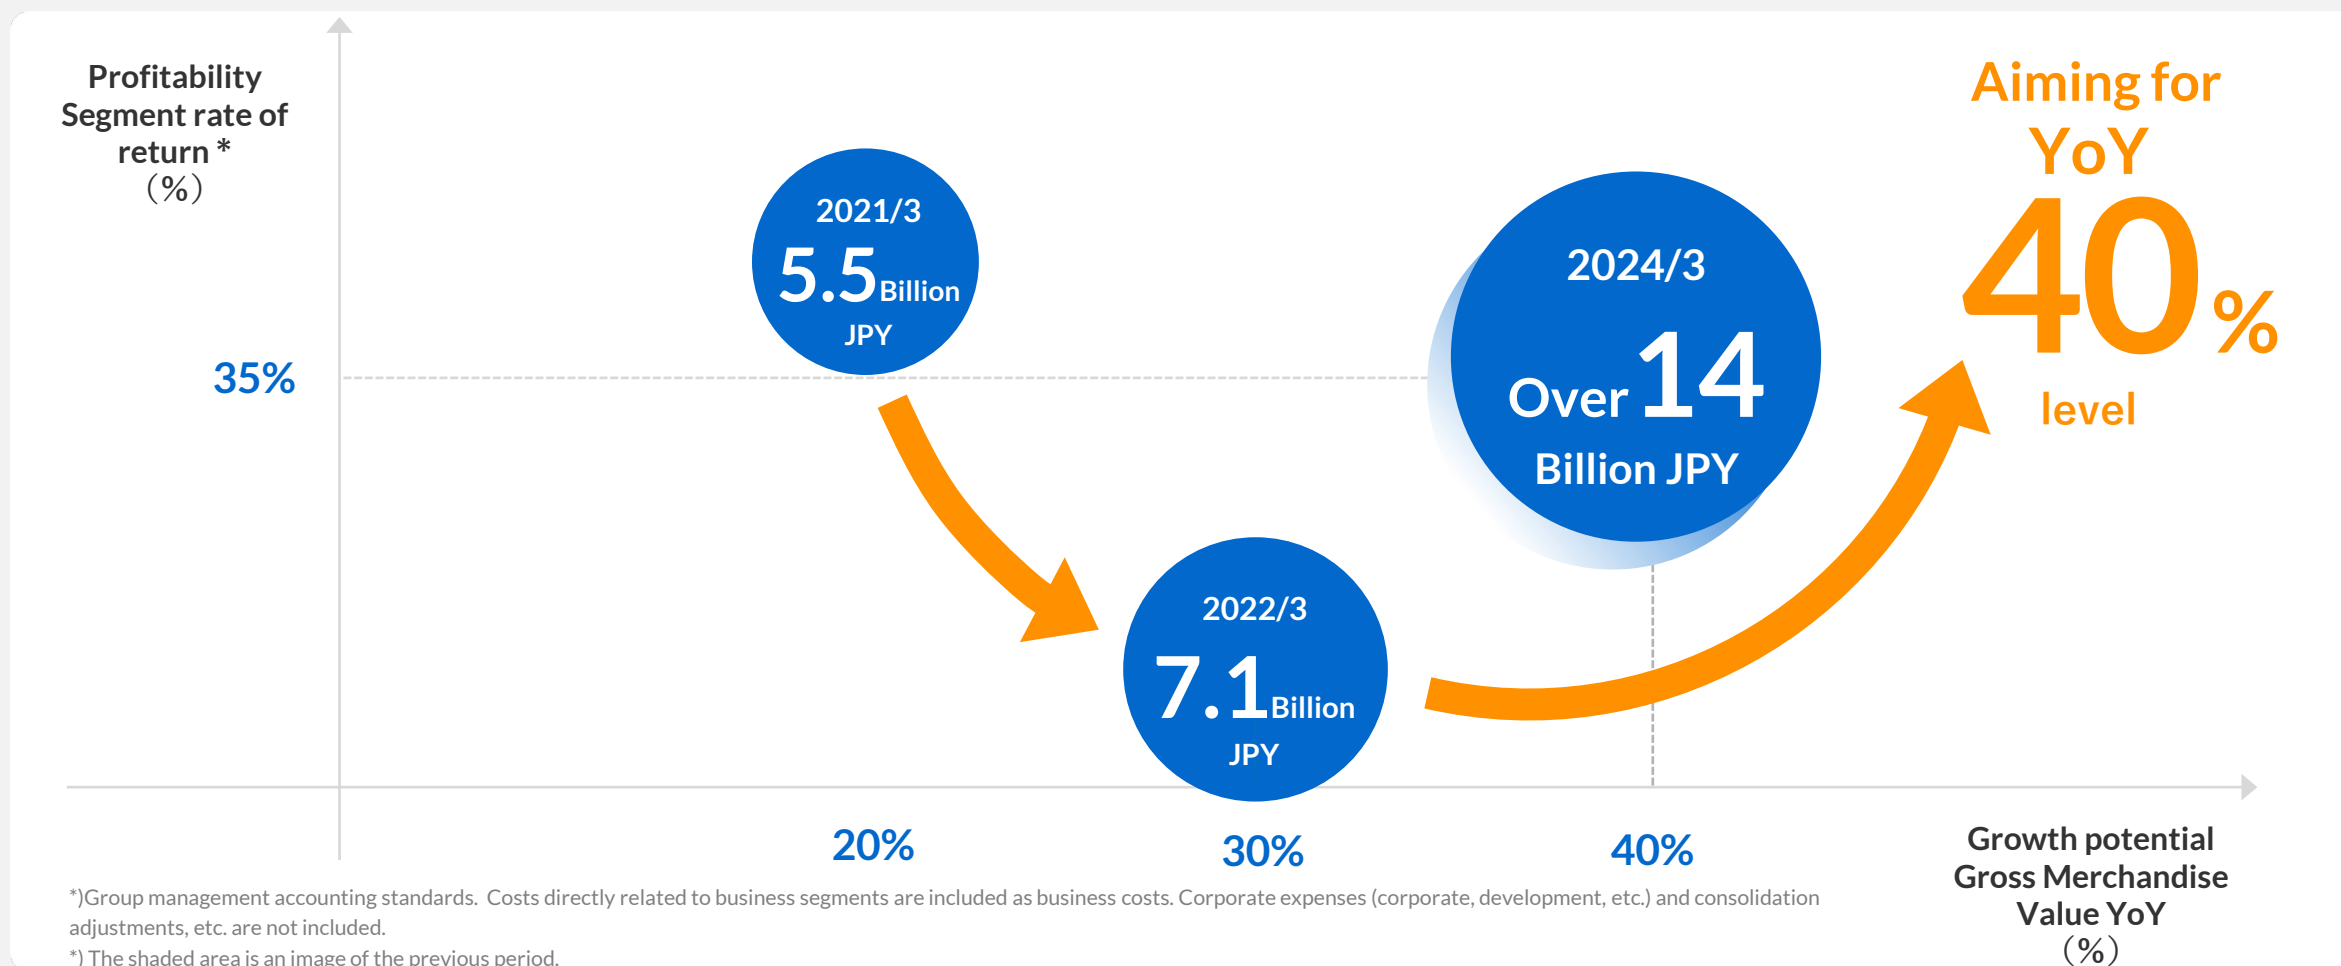 Profitability
Segment rate of
return *
(%)
Aiming for
YoY
40%
level
2021/3
5.5Billion
JPY
2024/3
Over 14
Billion JPY
35%
2022/3
7.1Billion
JPY
20%
30%
40%
Growth potential
Gross Merchandise
Value YoY
(%)
*)Group management accounting standards.  Costs directly related to business segments are included as business costs. Corporate expenses (corporate, development, etc.) and consolidation
adjustments, etc. are not included.
*) The shaded area is an image of the previous period.